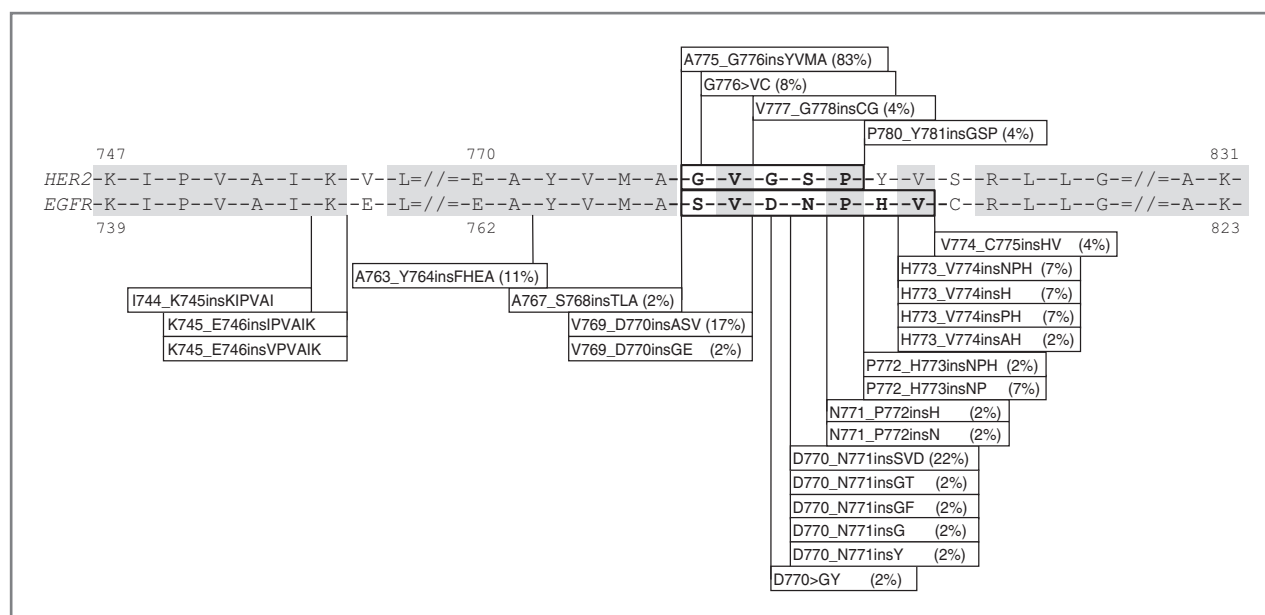 A775_G776insYVMA (83%)
G776>VC (8%)
V777_G778insCG (4%)
P780_Y781insGSP (4%)
747 770 831
HER2-K--I--P--V--A--I--K--V--L=//=-E--A--Y--V--M--A--G--V--G--S--P--Y--V--S--R--L--L--G-=//=-A--K-
EGFR-K--I--P--V--A--I--K--E--L=//=-E--A--Y--V--M--A--S--V--D--N--P--H--V--C--R--L--L--G-=//=-A--K-
739 762 823
V774_C775insHV (4%)
A763_Y764insFHEA (11%)
H773_V774insNPH (7%)
I744_K745insKIPVAI
A767_S768insTLA (2%)
H773_V774insH (7%)
K745_E746insIPVAIK
V769_D770insASV (17%)
H773_V774insPH (7%)
K745_E746insVPVAIK
V769_D770insGE (2%)
H773_V774insAH (2%)
P772_H773insNPH (2%)
P772_H773insNP (7%)
N771_P772insH (2%)
N771_P772insN (2%)
D770_N771insSVD (22%)
D770_N771insGT (2%)
D770_N771insGF (2%)
D770_N771insG (2%)
D770_N771insY (2%)
D770>GY (2%)